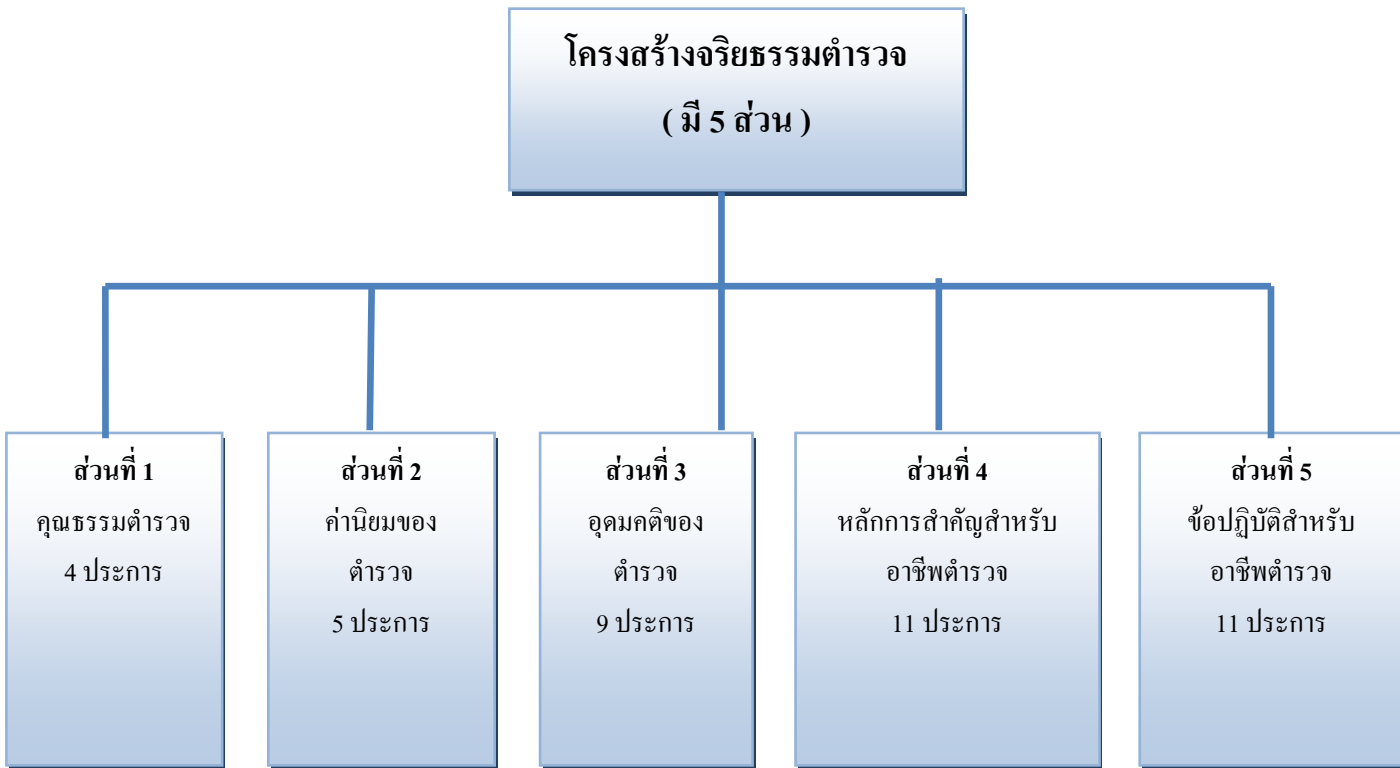 โครงสร้างจริยธรรมตำรวจ
( มี 5 ส่วน )
ส่วนที่ 1
คุณธรรมตำรวจ
4 ประการ
ส่วนที่ 2
ค่านิยมของ
ตำรวจ
5 ประการ
ส่วนที่ 3
อุดมคติของ
ตำรวจ
9 ประการ
ส่วนที่ 4
หลักการสำคัญสำหรับ
อาชีพตำรวจ
11 ประการ
ส่วนที่ 5
ข้อปฏิบัติสำหรับ
อาชีพตำรวจ
11 ประการ